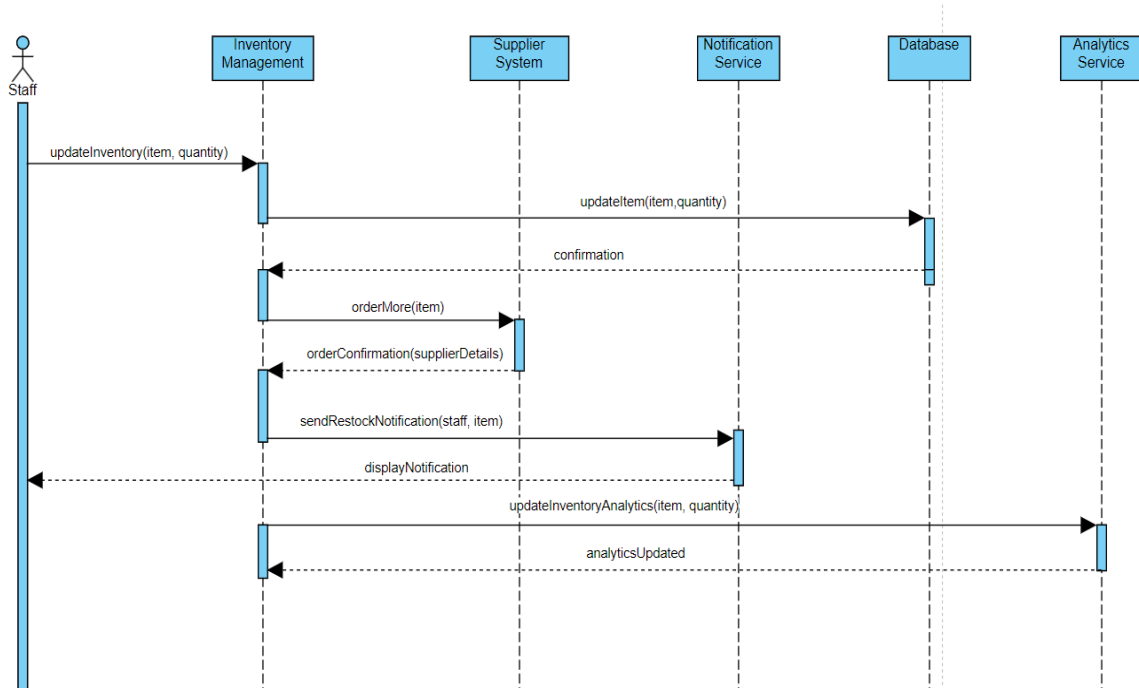 Staff
Inventory
Management
Supplier
System
Notification
Service
Database
Analytics
Service
updateInventory(item, quantity)
updateItem(item,quantity)
confirmation
orderMore(item)
orderConfirmation(supplierDetails)
sendRestockNotification(staff, item)
displayNotification
updateInventoryAnalytics(item, quantity)
analyticsUpdated